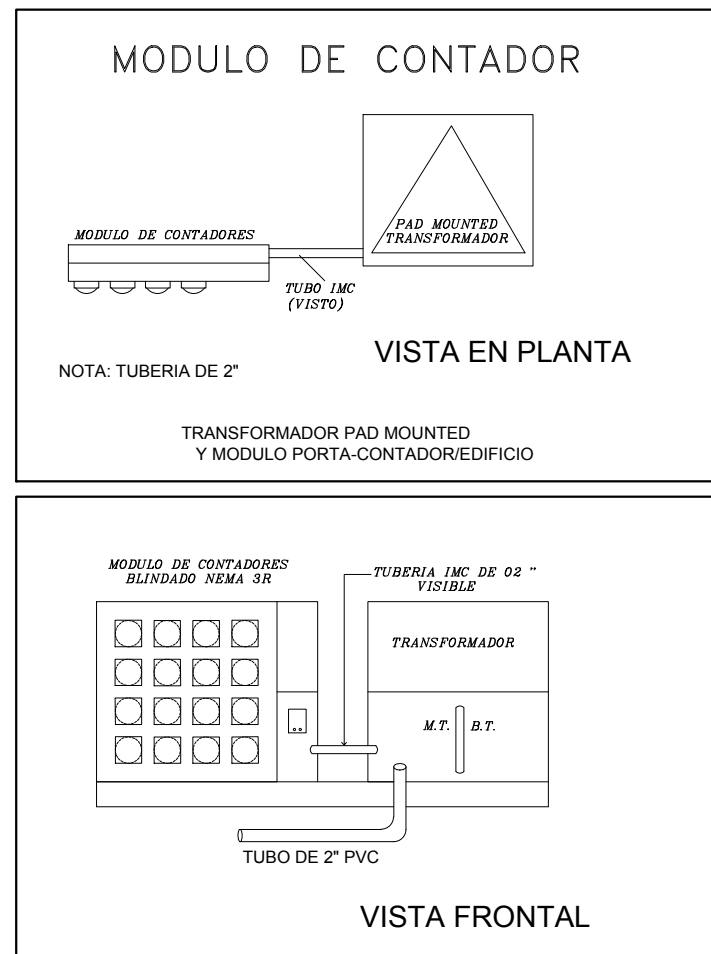 MODULO DE CONTADOR
PAD MOUNTED
TRANSFORMADOR
MODULO DE CONTADORES
TUBO IMC
(VISTO)
VISTA EN PLANTA
NOTA: TUBERIA DE 2"
TRANSFORMADOR PAD MOUNTED
Y MODULO PORTA-CONTADOR/EDIFICIO
MODULO DE CONTADORES
BLINDADO NEMA 3R
TUBERIA IMC DE 02 "
VISIBLE
TRANSFORMADOR
M.T. B.T.
TUBO DE 2" PVC
VISTA FRONTAL